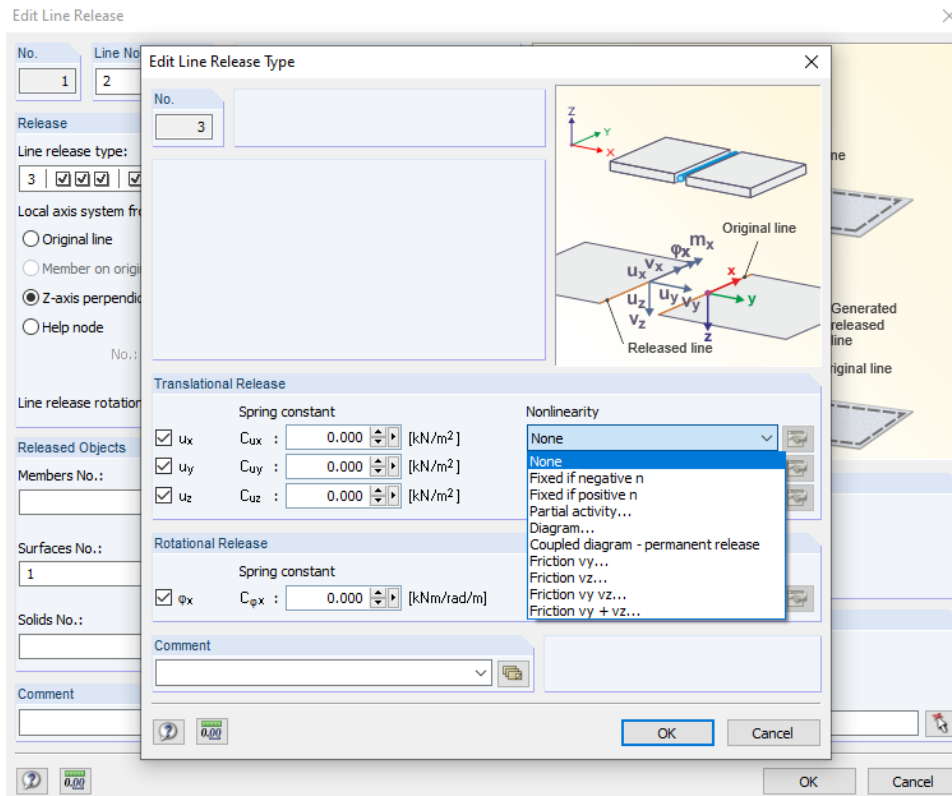 Edit Line Release
No.
Line No
1
2
Release
Line release type:
3
Local axis system fr
Original line
Member on origi
Z-axis perpendic
Help node
No.:
Line release rotation
Released Objects
Members No.:
Surfaces No.:
1
Solids No.:
Comment
Edit Line Release Type
No.
3
Z
Y
X
Original line
φx
mx
ux
vx
x
uz
uy
vy
y
vz
z
Released line
ne
Generated
released
line
riginal line
Translational Release
Spring constant
Nonlinearity
ux
Cux :
0.000
[kN/m²]
None
uy
Cuy :
0.000
[kN/m²]
uz
Cuz :
0.000
[kN/m²]
None
Fixed if negative n
Fixed if positive n
Partial activity...
Diagram...
Coupled diagram - permanent release
Friction vy...
Friction vz...
Friction vy vz...
Friction vy + vz...
Rotational Release
Spring constant
φx
Cφx :
0.000
[kNm/rad/m]
Comment
0.00
OK
Cancel
0.00
OK
Cancel